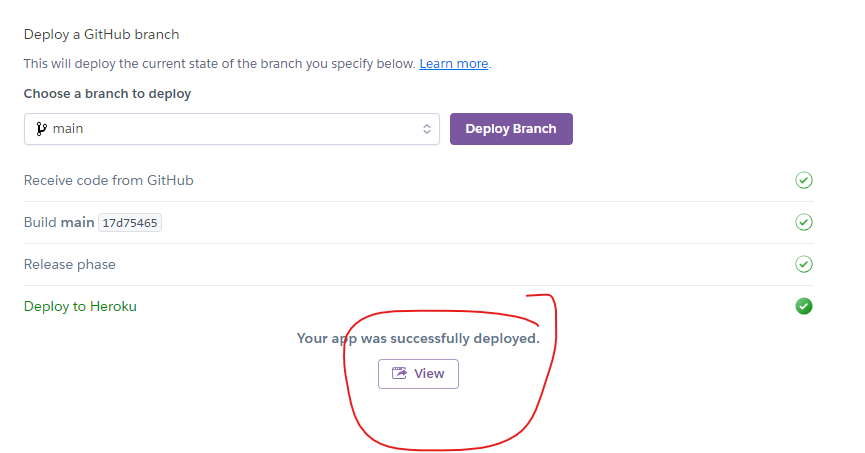 Deploy a GitHub branch
This will deploy the current state of the branch you specify below. Learn more.
Choose a branch to deploy
main
Deploy Branch
Receive code from GitHub
Build main 17d75465
Release phase
Deploy to Heroku
Your app was successfully deployed.
View